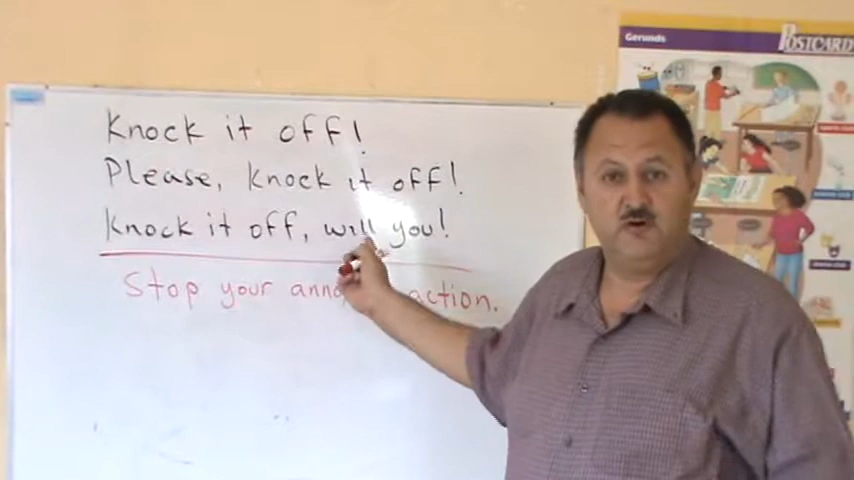 Gerunds
POSTCARD
Knock it off!
Please, knock it off!
Knock it off, will you!
Stop your action.